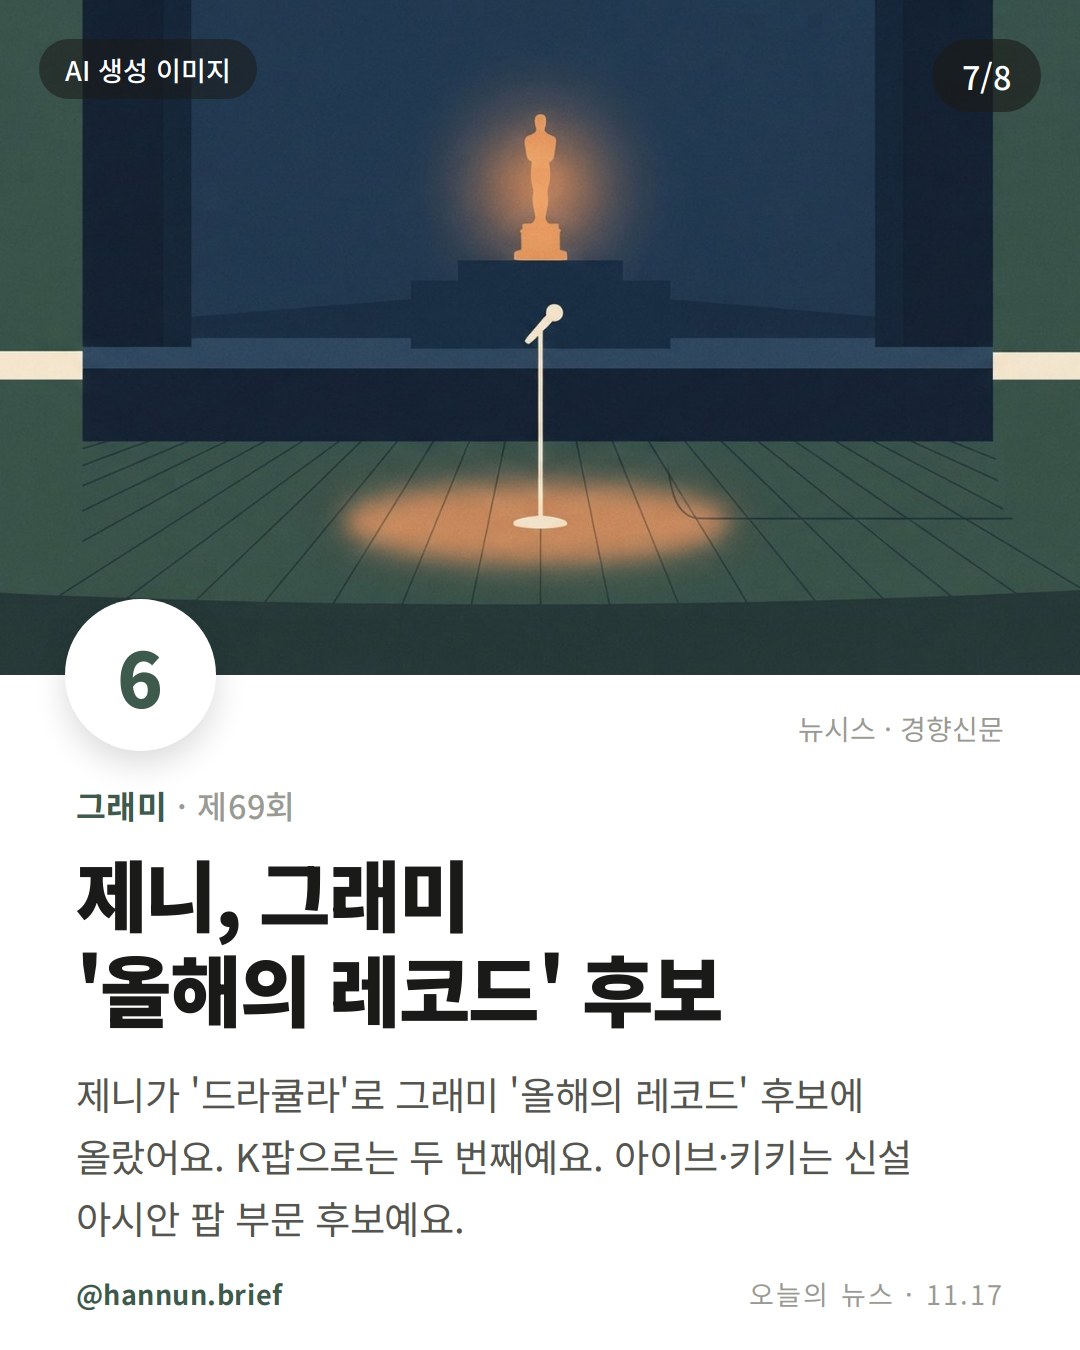 AI 생성 이미지
7/8
6
뉴시스 · 경향신문
그래미 · 제69회
제니, 그래미
'올해의 레코드' 후보
제니가 '드라큘라'로 그래미 '올해의 레코드' 후보에
올랐어요. K팝으로는 두 번째예요. 아이브·키키는 신설
아시안 팝 부문 후보예요.
@hannun.brief
오늘의 뉴스 · 11.17